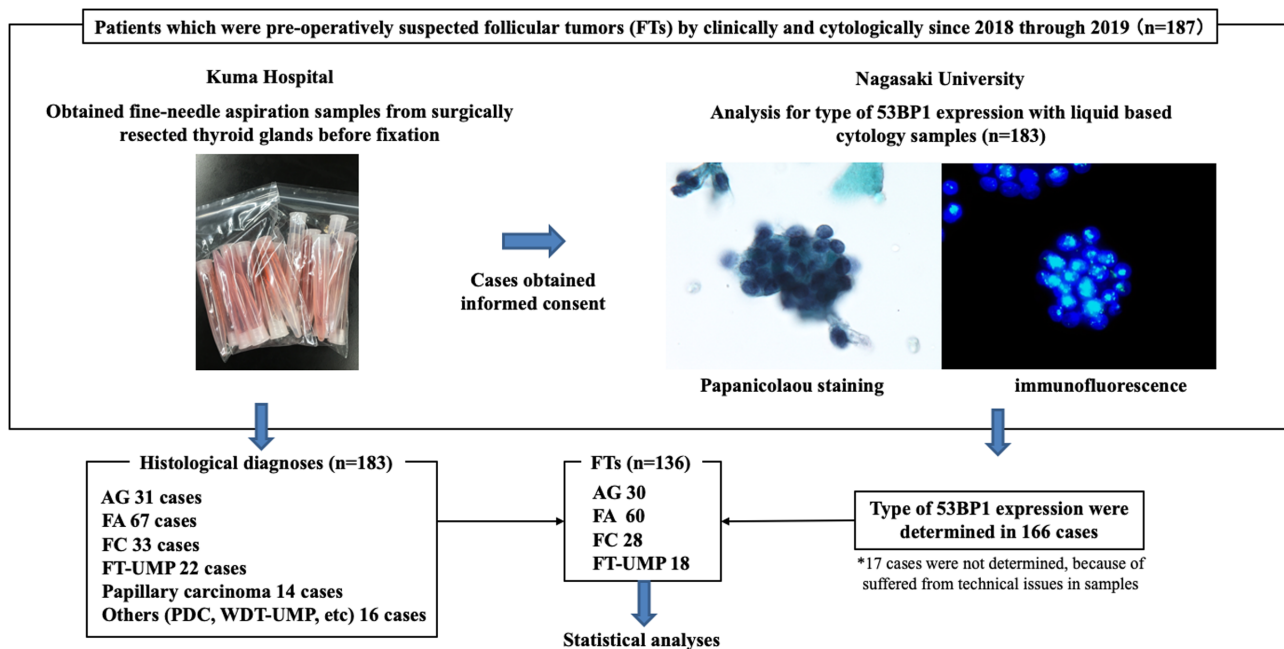 Patients which were pre-operatively suspected follicular tumors (FTs) by clinically and cytologically since 2018 through 2019 (n=187)
Kuma Hospital
Obtained fine-needle aspiration samples from surgically
resected thyroid glands before fixation
Nagasaki University
Analysis for type of 53BP1 expression with liquid based
cytology samples (n=183)
Cases obtained
informed consent
Papanicolaou staining
immunofluorescence
Histological diagnoses (n=183)
AG 31 cases
FA 67 cases
FC 33 cases
FT-UMP 22 cases
Papillary carcinoma 14 cases
Others (PDC, WDT-UMP, etc) 16 cases
FTs (n=136)
AG 30
FA 60
FC 28
FT-UMP 18
Statistical analyses
Type of 53BP1 expression were
determined in 166 cases
*17 cases were not determined, because of
suffered from technical issues in samples